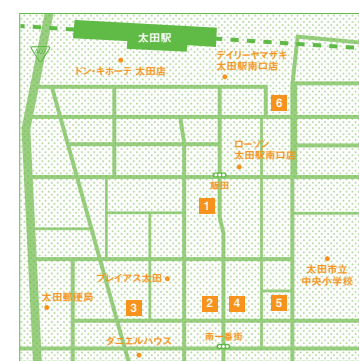 太田駅
デイリーヤマザキ
太田駅南口店
ドン・キホーテ 太田店
6
ローソン
太田駅南口店
飯田
1
太田市立
中央小学校
プレイアス太田
太田郵便局
3
2
4
5
南一番街
ダニエルハウス